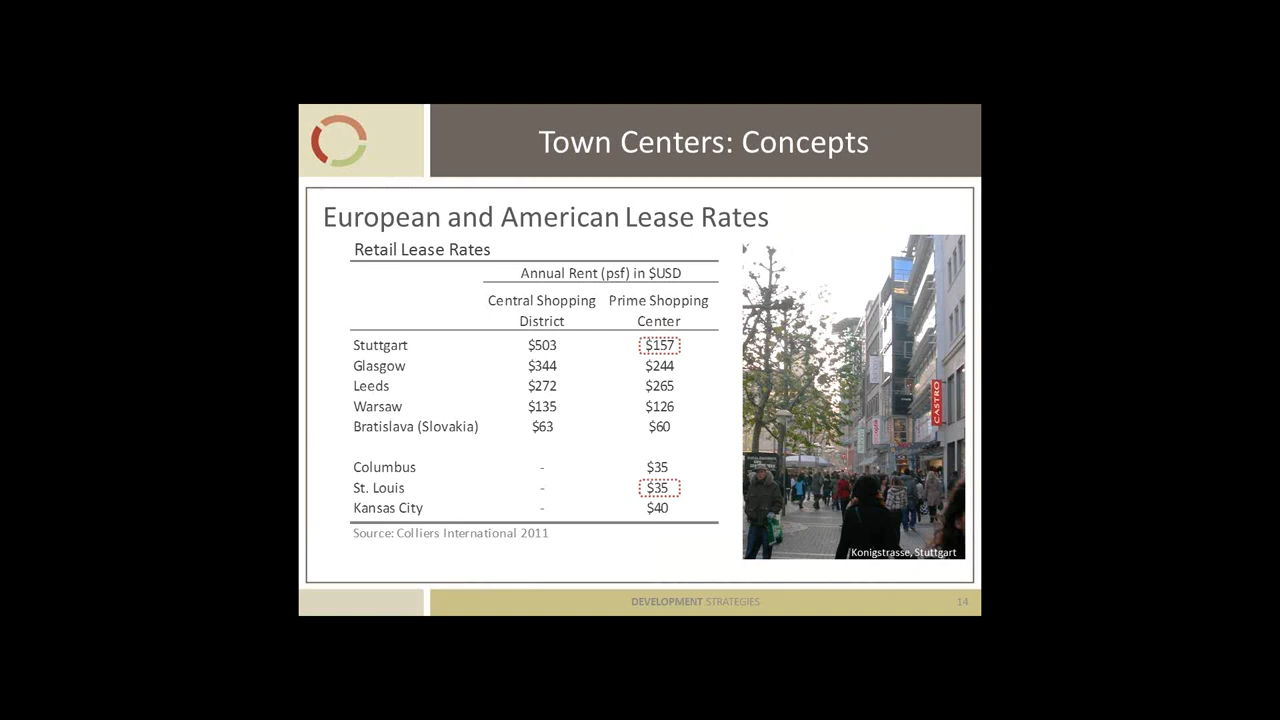 Town Centers: Concepts
European and American Lease Rates
Retail Lease Rates
Annual Rent (psf) in $USD
Central Shopping Prime Shopping
District Center
Stuttgart $503 $157
Glasgow $344 $244
Leeds $272 $265
Warsaw $135 $126
Bratislava (Slovakia) $63 $60
Columbus - $35
St. Louis - $35
Kansas City - $40
Source: Colliers International 2011
CASTRO
Konigstrasse, Stuttgart
DEVELOPMENT STRATEGIES 14